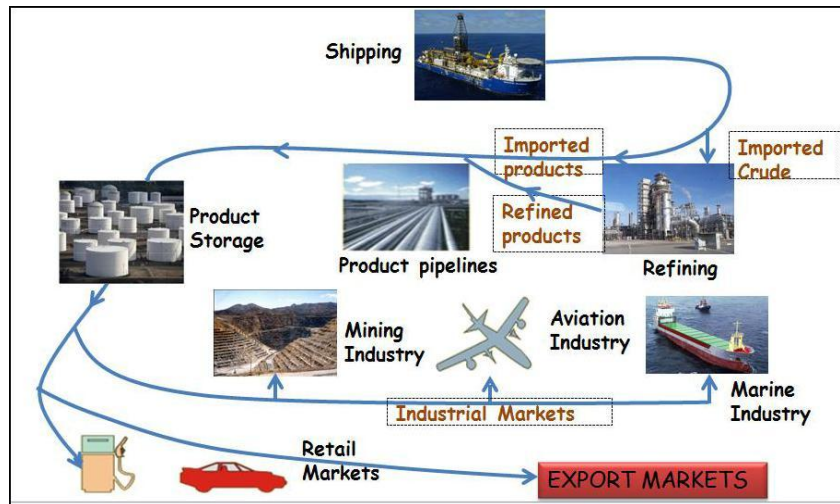 Shipping
Imported
products
Imported
Crude
Product
Storage
Refined
products
Product pipelines
Refining
Mining
Industry
Aviation
Industry
Marine
Industry
Industrial Markets
Retail
Markets
EXPORT MARKETS